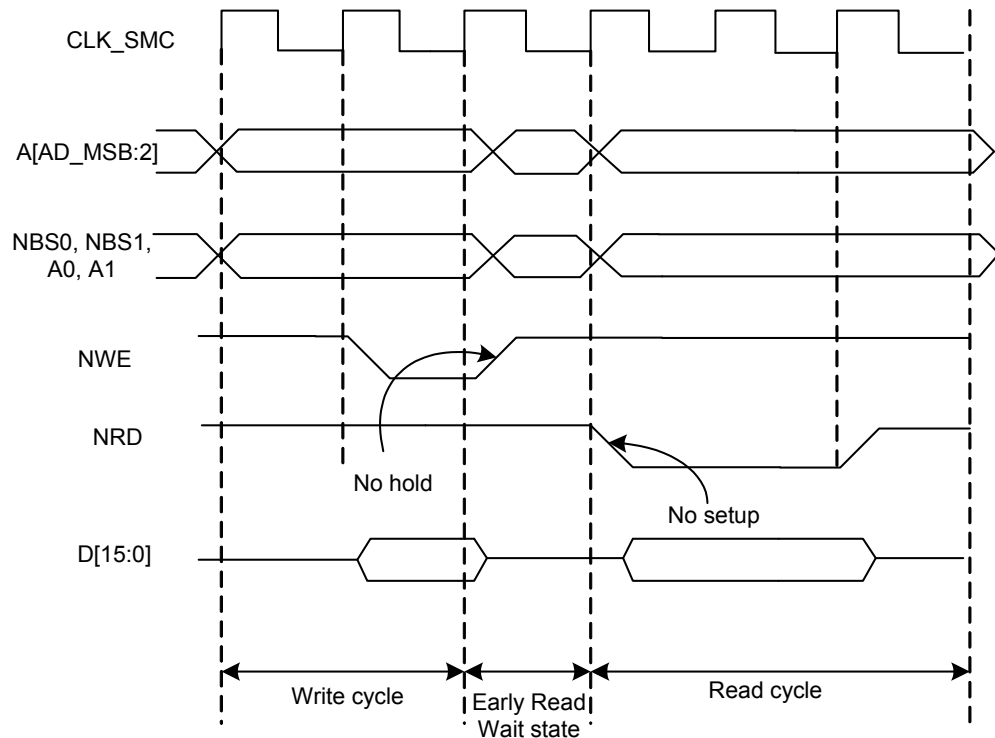 CLK_SMC
A[AD_MSB:2]
NBS0, NBS1,
A0, A1
NWE
NRD
No hold
No setup
D[15:0]
Write cycle
Early Read
Wait state
Read cycle